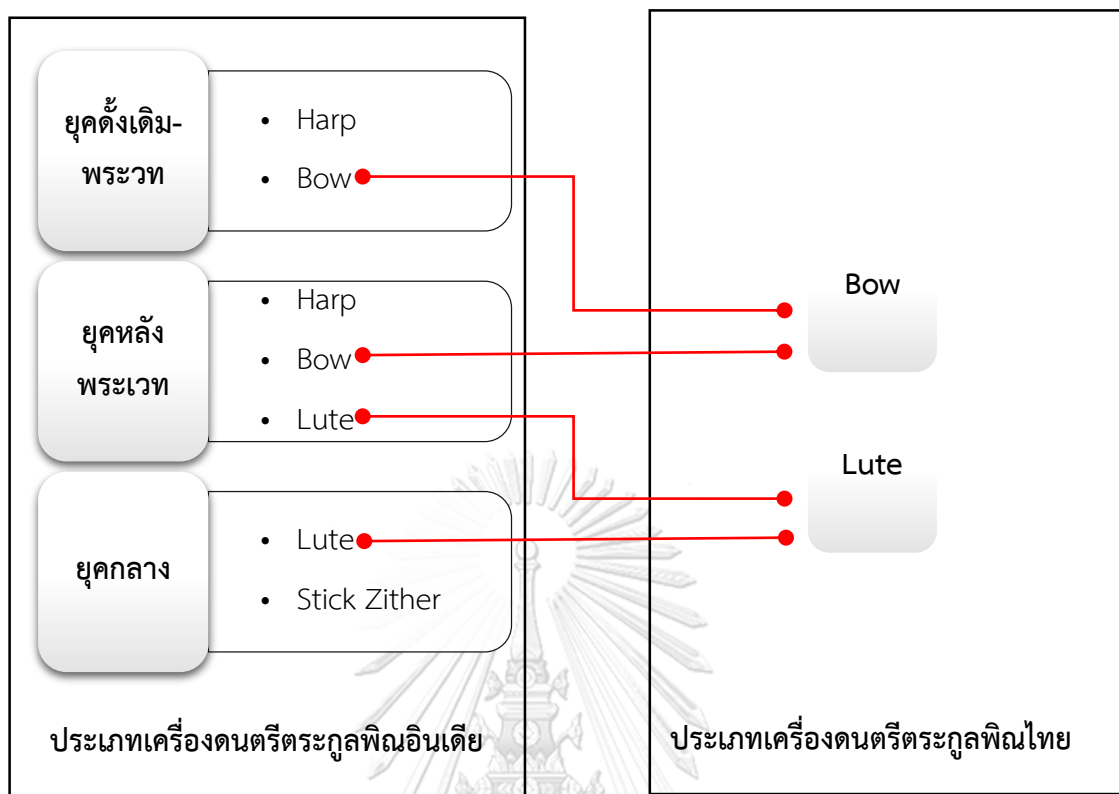 ยุคดั้งเดิม-
พระวท
• Harp
• Bow
ยุคหลัง
พระเวท
• Harp
• Bow
• Lute
ยุคกลาง
• Lute
• Stick Zither
ประเภทเครื่องดนตรีตระกูลพิณอินเดีย
Bow
Lute
ประเภทเครื่องดนตรีตระกูลพิณไทย